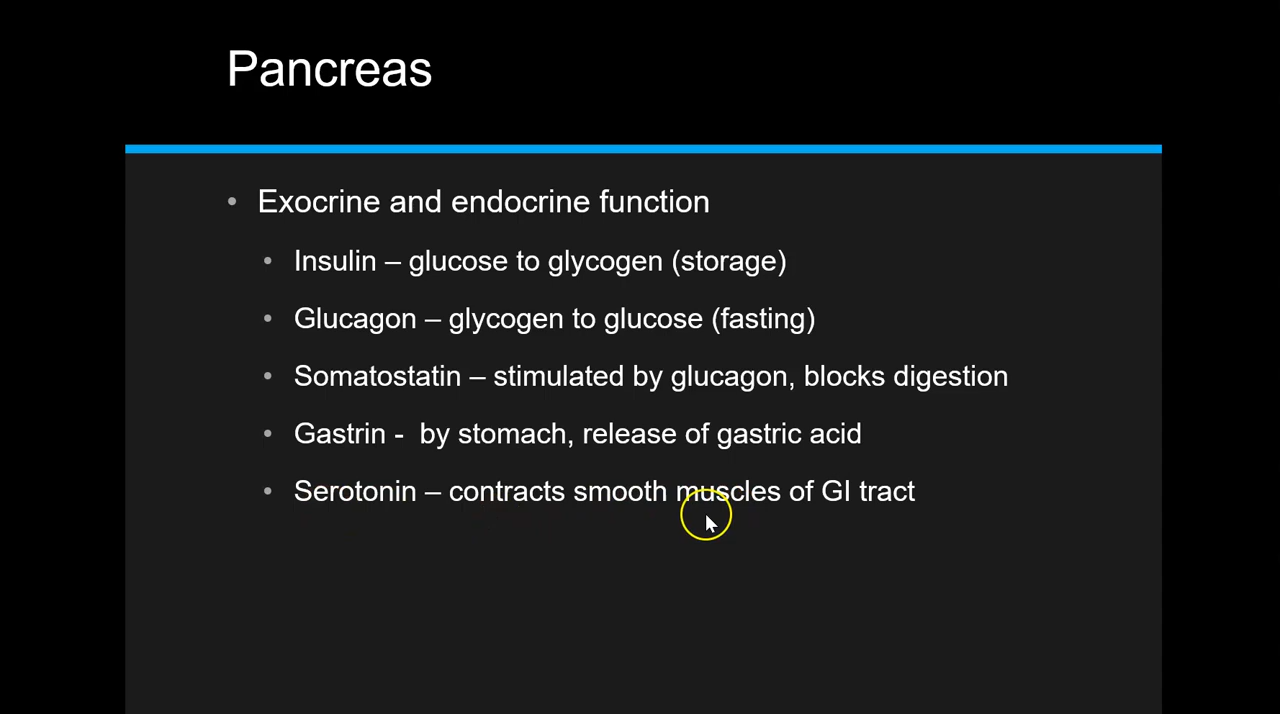 Pancreas
• Exocrine and endocrine function
• Insulin – glucose to glycogen (storage)
• Glucagon – glycogen to glucose (fasting)
• Somatostatin – stimulated by glucagon, blocks digestion
• Gastrin -  by stomach, release of gastric acid
• Serotonin – contracts smooth muscles of GI tract